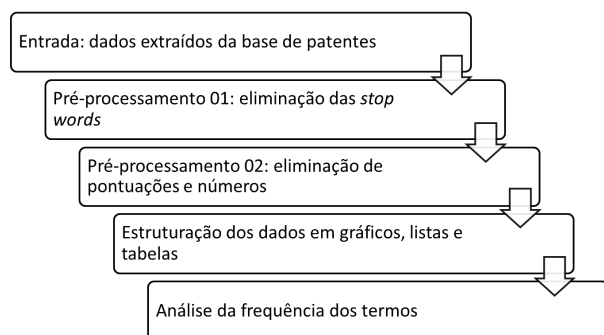 Entrada: dados extraídos da base de patentes
Pré-processamento 01: eliminação das stop
words
Pré-processamento 02: eliminação de
pontuações e números
Estruturação dos dados em gráficos, listas e
tabelas
Análise da frequência dos termos